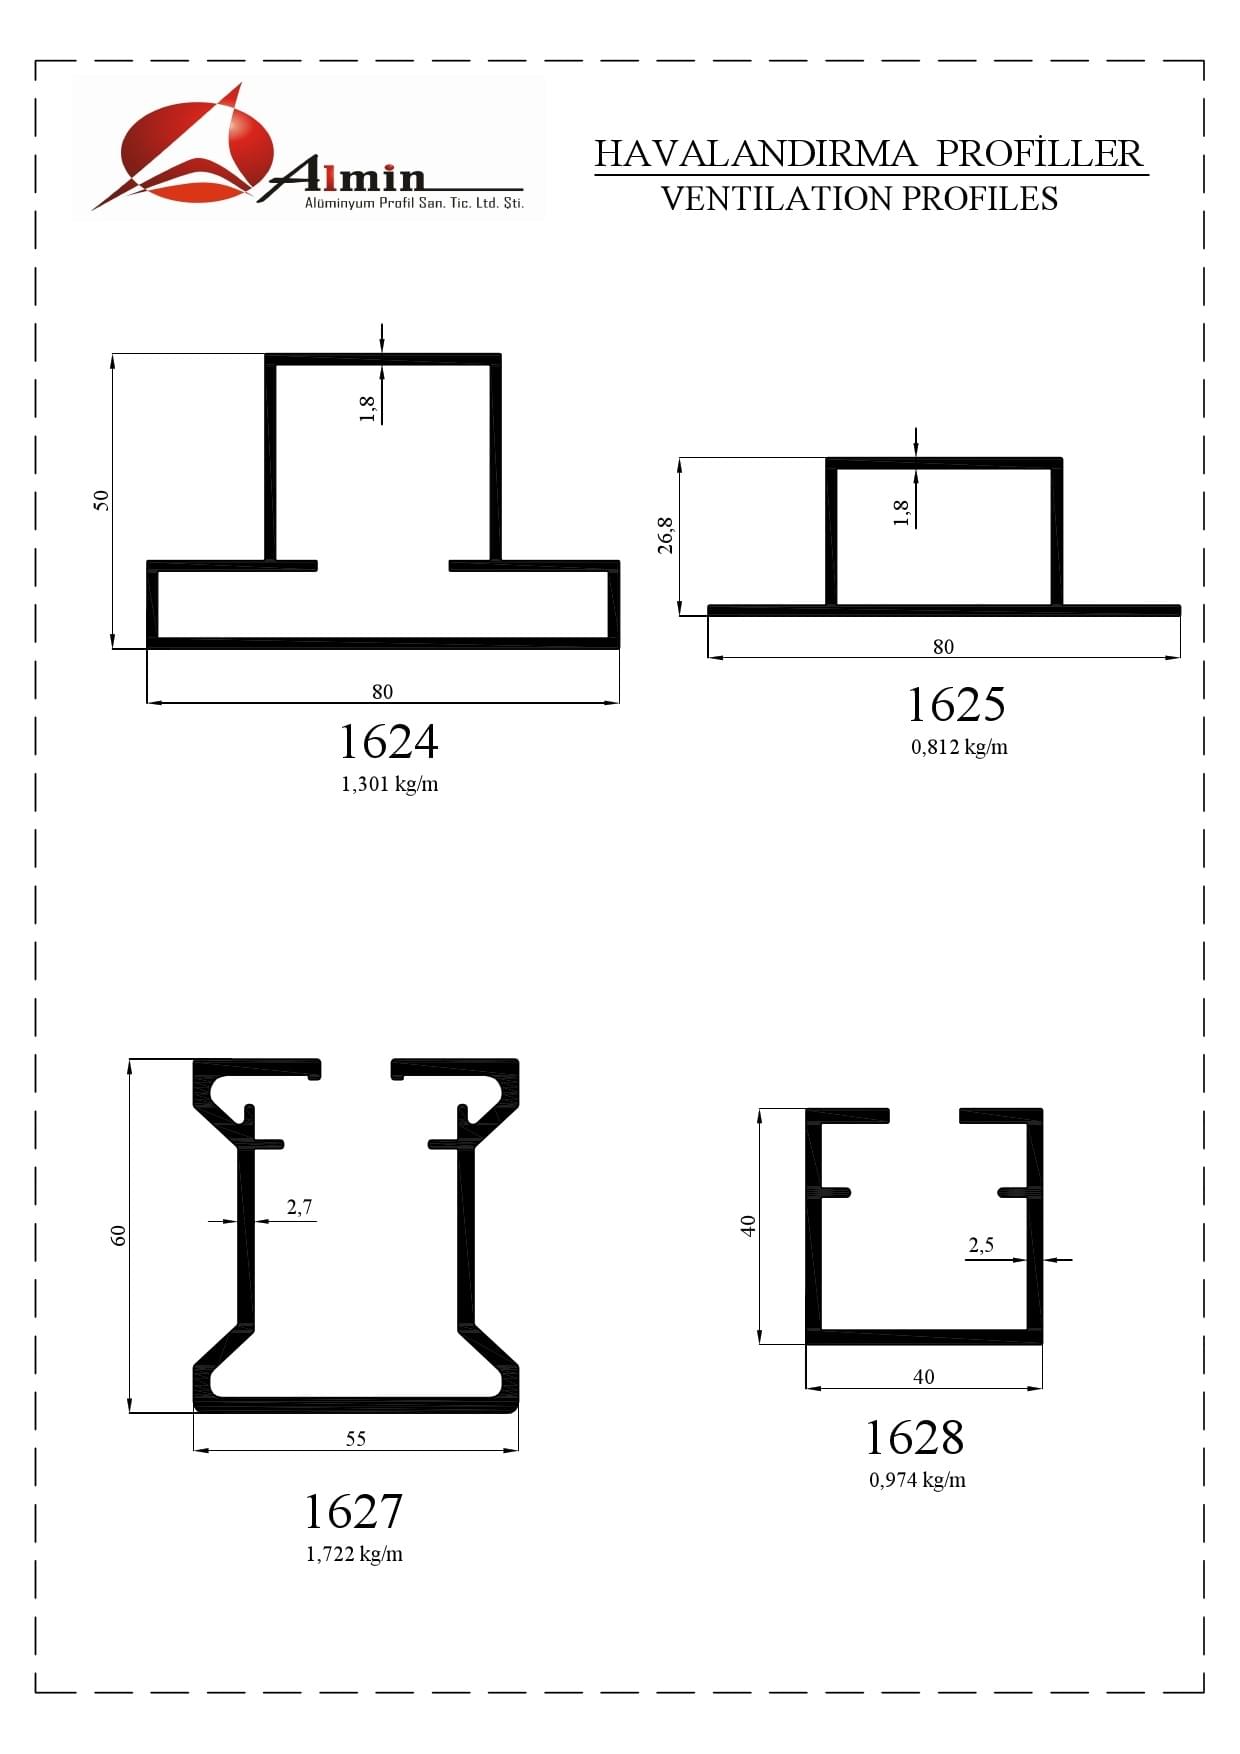 Almin
Alüminyum Profil San. Tic. Ltd. Şti.
HAVALANDIRMA PROFİLLER
VENTILATION PROFILES
1,8
50
80
1624
1,301 kg/m
1,8
26,8
80
1625
0,812 kg/m
2,7
60
55
1627
1,722 kg/m
40
2,5
40
1628
0,974 kg/m